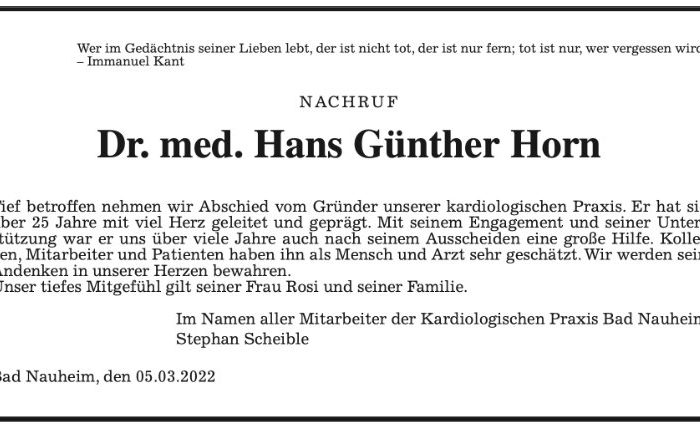 Wer im Gedächtnis seiner Lieben lebt, der ist nicht tot, der ist nur fern; tot ist nur, wer vergessen wird
– Immanuel Kant
NACHRUF
Dr. med. Hans Günther Horn
Tief betroffen nehmen wir Abschied vom Gründer unserer kardiologischen Praxis. Er hat si
über 25 Jahre mit viel Herz geleitet und geprägt. Mit seinem Engagement und seiner Unter
stützung war er uns über viele Jahre auch nach seinem Ausscheiden eine große Hilfe. Kolle
en, Mitarbeiter und Patienten haben ihn als Mensch und Arzt sehr geschätzt. Wir werden sein
Andenken in unserer Herzen bewahren.
Unser tiefes Mitgefühl gilt seiner Frau Rosi und seiner Familie.
Im Namen aller Mitarbeiter der Kardiologischen Praxis Bad Nauheim
Stephan Scheible
Bad Nauheim, den 05.03.2022